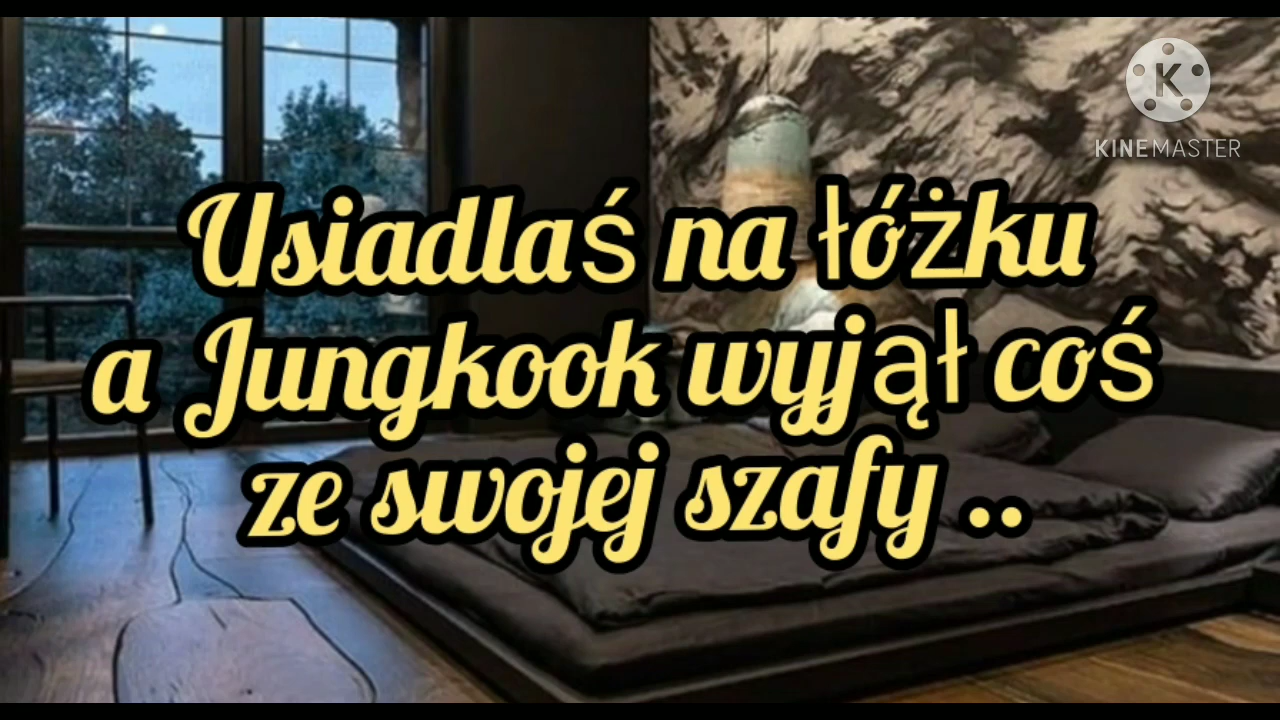 K
KINEMASTER
Usiadlaś na łóżku
a Jungkook wyjął coś
ze swojej szafy ..